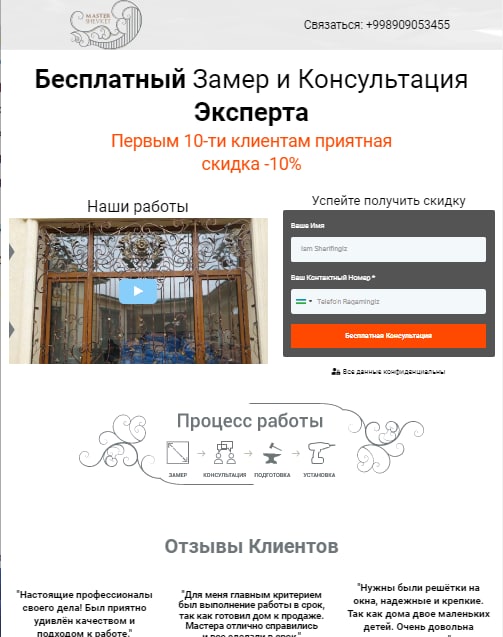 MASTER
SHEVKET
Связаться: +998909053455
Бесплатный Замер и Консультация
Эксперта
Первым 10-ти клиентам приятная
скидка -10%
Наши работы
Успейте получить скидку
Ваше Имя
Ism Sharifingiz
Ваш Контактный Номер *
Telefo'n Raqamingiz
Бесплатная Консультация
Все данные конфиденциальны
Процесс работы
ЗАМЕР
КОНСУЛЬТАЦИЯ
ПОДГОТОВКА
УСТАНОВКА
Отзывы Клиентов
"Настоящие профессионалы
своего дела! Был приятно
удивлён качеством и
подходом к работе."
"Для меня главным критерием
был выполнение работы в срок,
так как готовил дом к продаже.
Мастера отлично справились
и все сделали в срок"
"Нужны были решётки на
окна, надежные и крепкие.
Так как дома двое маленьких
детей. Очень довольна